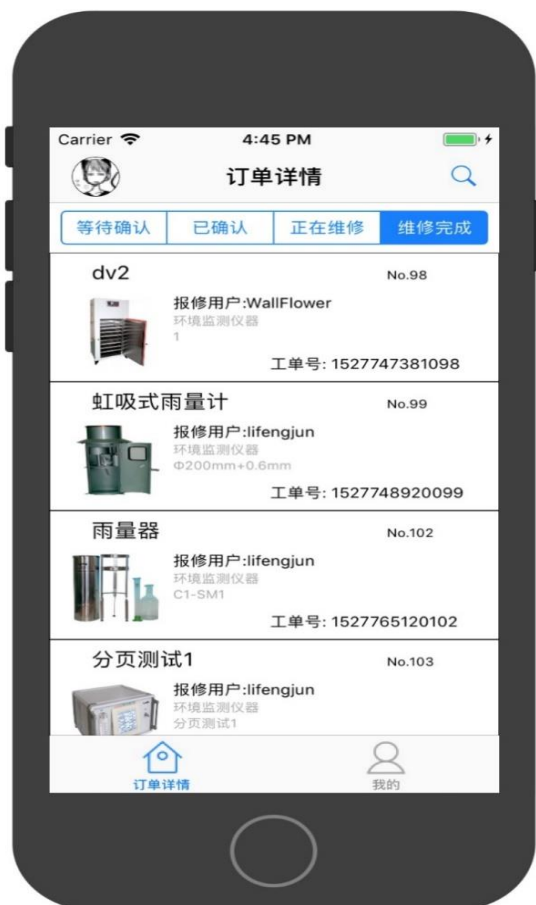 Carrier 4:45 PM
订单详情
等待确认 已确认 正在维修 维修完成
dv2 No.98
报修用户:WallFlower
环境监测仪器
1
工单号: 1527747381098
虹吸式雨量计 No.99
报修用户:lifengjun
环境监测仪器
Φ200mm+0.6mm
工单号: 1527748920099
雨量器 No.102
报修用户:lifengjun
环境监测仪器
C1-SM1
工单号: 1527765120102
分页测试1 No.103
报修用户:lifengjun
环境监测仪器
分页测试1
订单详情 我的